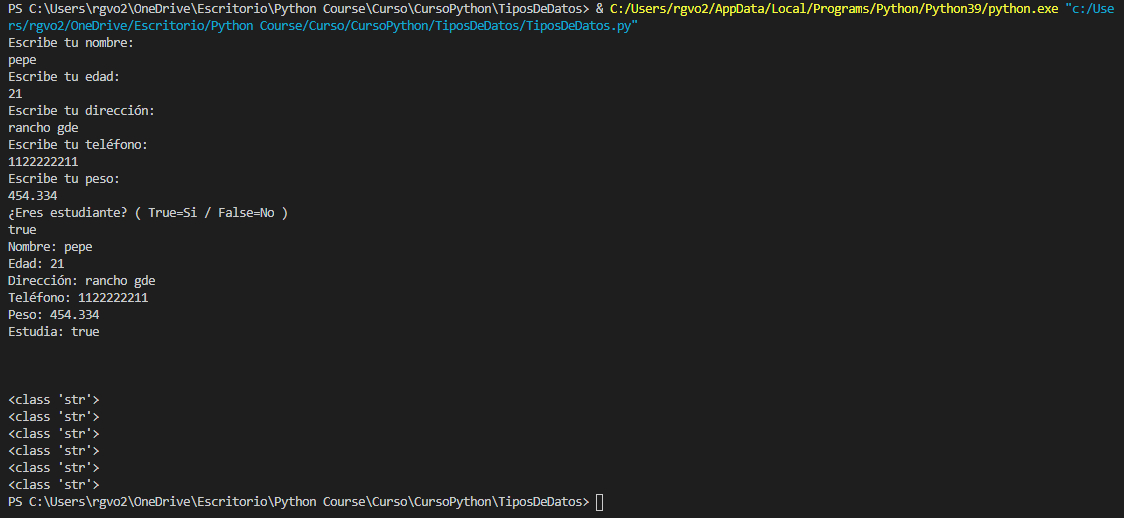 PS C:\Users\rgvo2\OneDrive\Escritorio\Python Course\Curso\CursoPython\TiposDeDatos> & C:/Users/rgvo2/AppData/Local/Programs/Python/Python39/python.exe "c:/Use
rs/rgvo2/OneDrive/Escritorio/Python Course/Curso/CursoPython/TiposDeDatos/TiposDeDatos.py"
Escribe tu nombre:
pepe
Escribe tu edad:
21
Escribe tu dirección:
rancho gde
Escribe tu teléfono:
1122222211
Escribe tu peso:
454.334
¿Eres estudiante? ( True=Si / False=No )
true
Nombre: pepe
Edad: 21
Dirección: rancho gde
Teléfono: 1122222211
Peso: 454.334
Estudia: true
<class 'str'>
<class 'str'>
<class 'str'>
<class 'str'>
<class 'str'>
<class 'str'>
PS C:\Users\rgvo2\OneDrive\Escritorio\Python Course\Curso\CursoPython\TiposDeDatos>